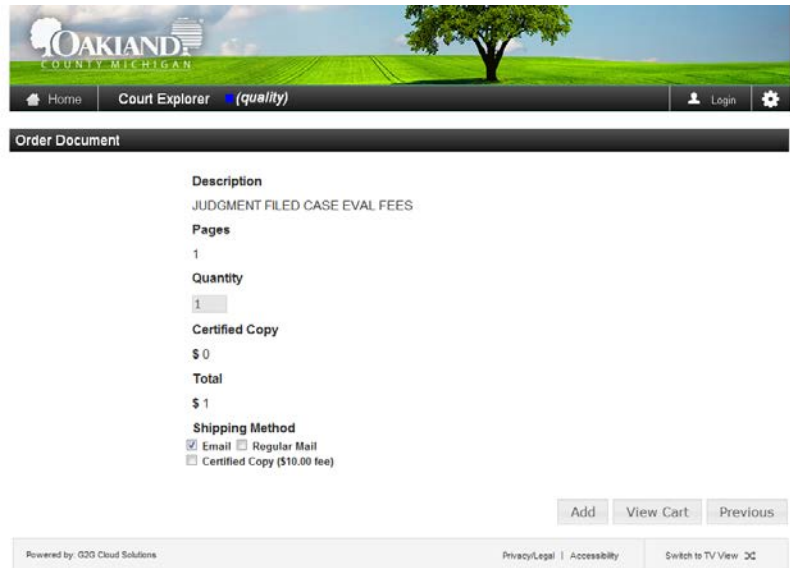 OAKLAND
COUNTY MICHIGAN
Home Court Explorer (quality) Login
Order Document
Description
JUDGMENT FILED CASE EVAL FEES
Pages
1
Quantity
1
Certified Copy
$ 0
Total
$ 1
Shipping Method
Email Regular Mail
Certified Copy ($10.00 fee)
Add View Cart Previous
Powered by: G2G Cloud Solutions Privacy/Legal | Accessibility Switch to TV View